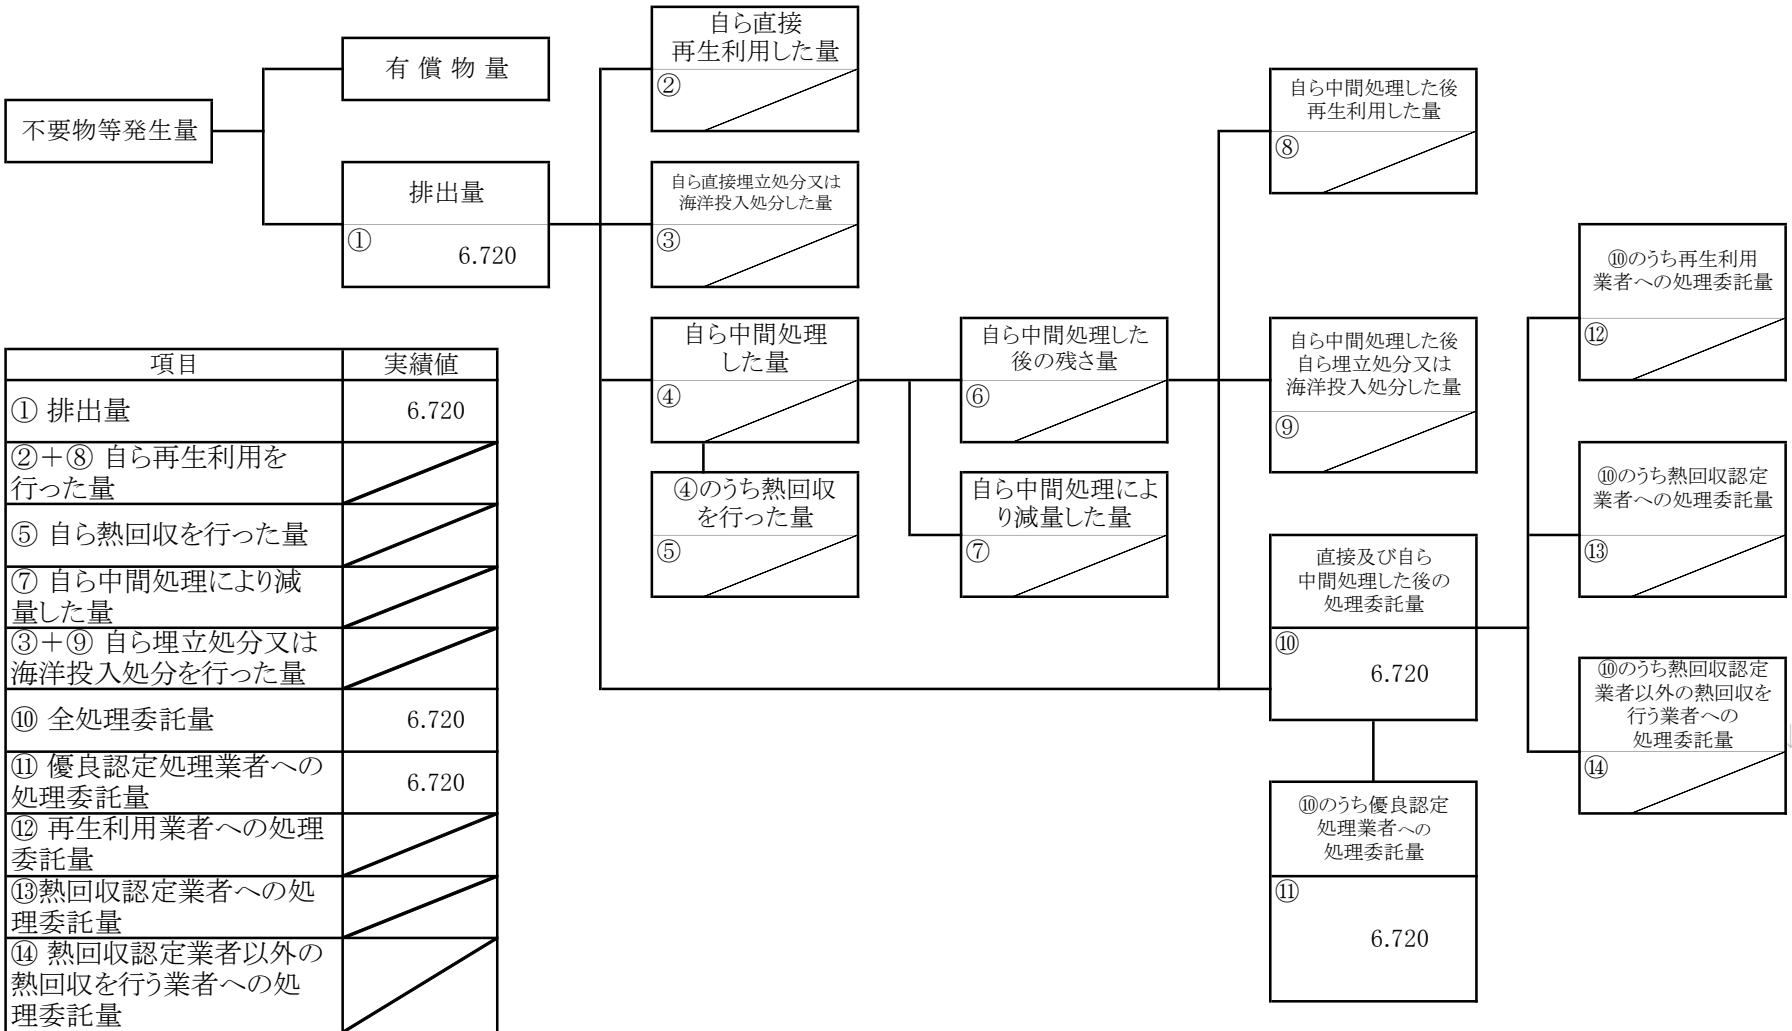 不要物等発生量
有 償 物 量
排出量
①
6.720
自ら直接
再生利用した量
②
自ら直接埋立処分又は
海洋投入処分した量
③
自ら中間処理
した量
④
④のうち熱回収
を行った量
⑤
自ら中間処理した
後の残さ量
⑥
自ら中間処理によ
り減量した量
⑦
自ら中間処理した後
再生利用した量
⑧
自ら中間処理した後
自ら埋立処分又は
海洋投入処分した量
⑨
直接及び自ら
中間処理した後の
処理委託量
⑩
6.720
⑩のうち優良認定
処理業者への
処理委託量
⑪
6.720
⑩のうち再生利用
業者への処理委託量
⑫
⑩のうち熱回収認定
業者への処理委託量
⑬
⑩のうち熱回収認定
業者以外の熱回収を
行う業者への
処理委託量
⑭
項目 実績値
① 排出量 6.720
②+⑧ 自ら再生利用を
行った量
⑤ 自ら熱回収を行った量
⑦ 自ら中間処理により減
量した量
③+⑨ 自ら埋立処分又は
海洋投入処分を行った量
⑩ 全処理委託量 6.720
⑪ 優良認定処理業者への
処理委託量 6.720
⑫ 再生利用業者への処理
委託量
⑬熱回収認定業者への処
理委託量
⑭ 熱回収認定業者以外の
熱回収を行う業者への処
理委託量